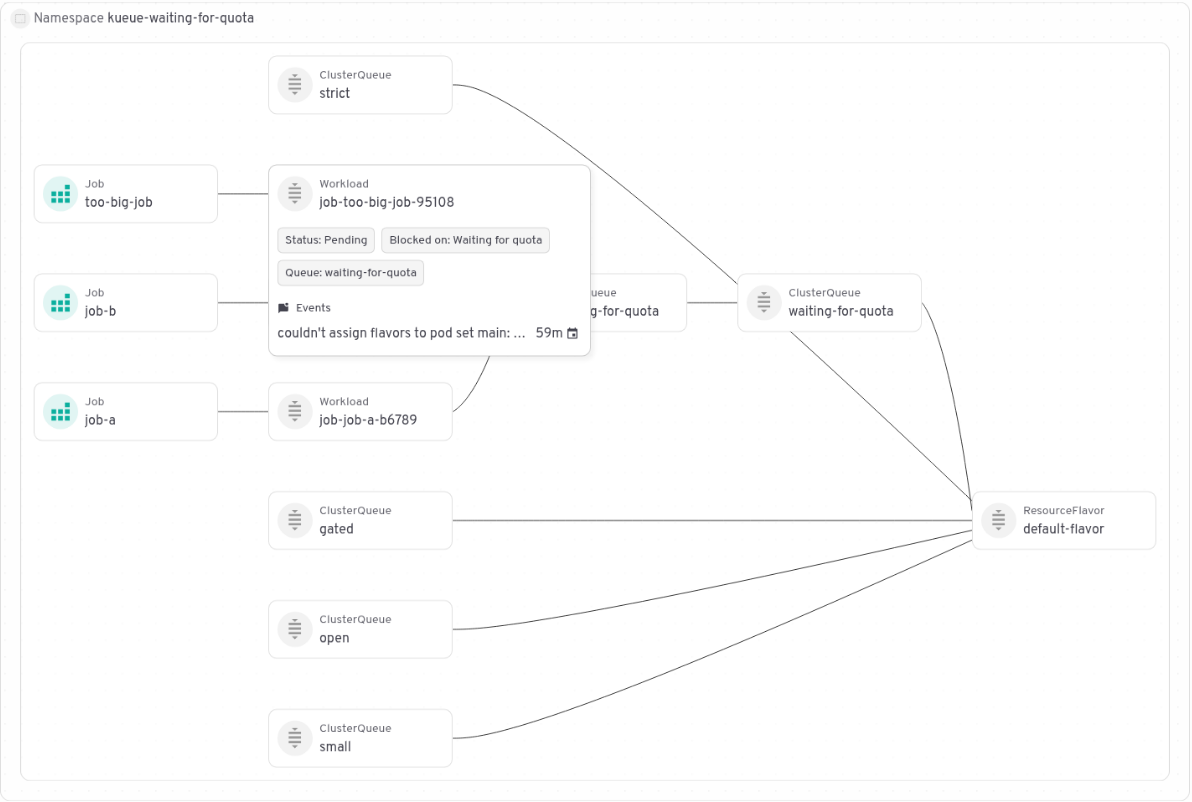 Namespace kueue-waiting-for-quota
ClusterQueue
strict
Job
too-big-job
Workload
job-too-big-job-95108
Status: Pending
Blocked on: Waiting for quota
Queue: waiting-for-quota
Events
couldn't assign flavors to pod set main: ...
59m
Job
job-b
ueue
g-for-quota
ClusterQueue
waiting-for-quota
Job
job-a
Workload
job-job-a-b6789
ClusterQueue
gated
ResourceFlavor
default-flavor
ClusterQueue
open
ClusterQueue
small